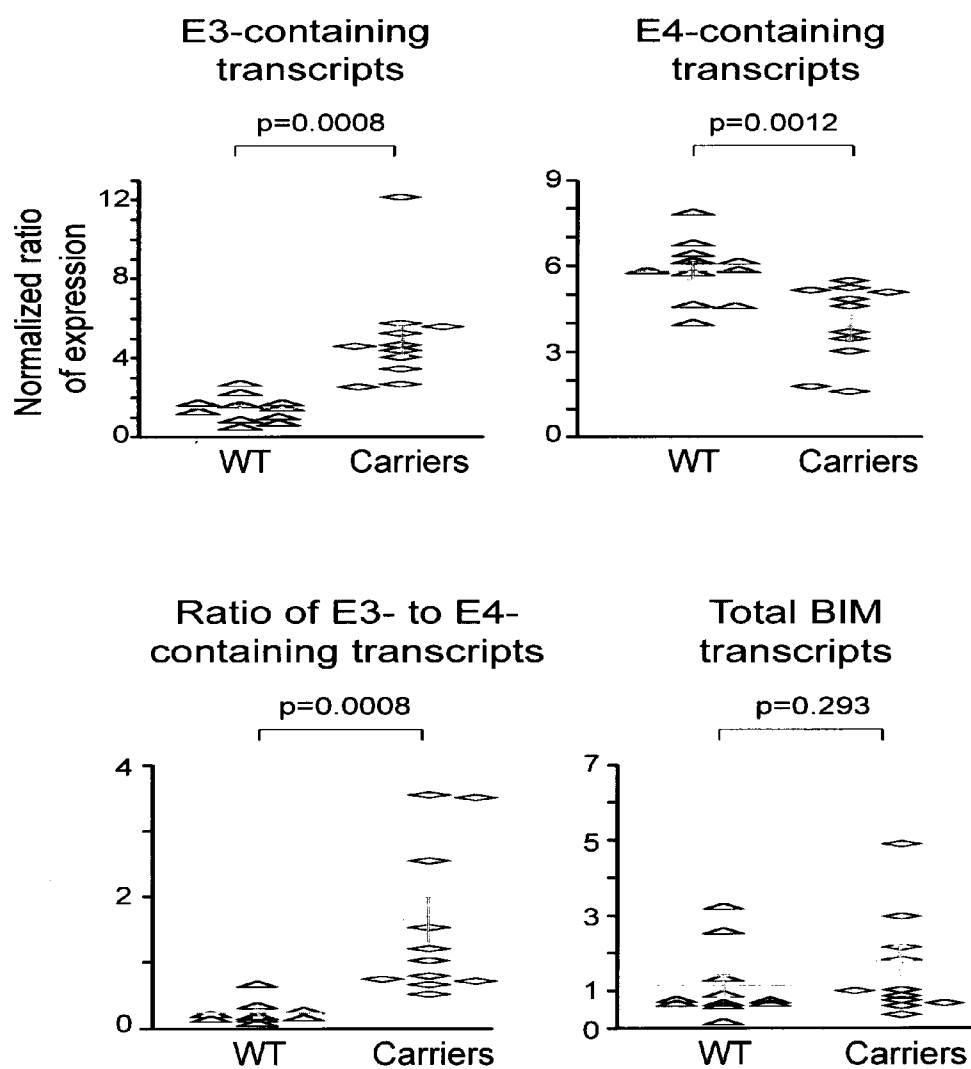 E3-containing
transcripts
E4-containing
transcripts
p=0.0008
p=0.0012
Normalized ratio
of expression
12
8
4
0
WT
Carriers
9
6
3
0
WT
Carriers
Ratio of E3- to E4-
containing transcripts
Total BIM
transcripts
p=0.0008
p=0.293
4
2
0
WT
Carriers
7
5
3
1
0
WT
Carriers